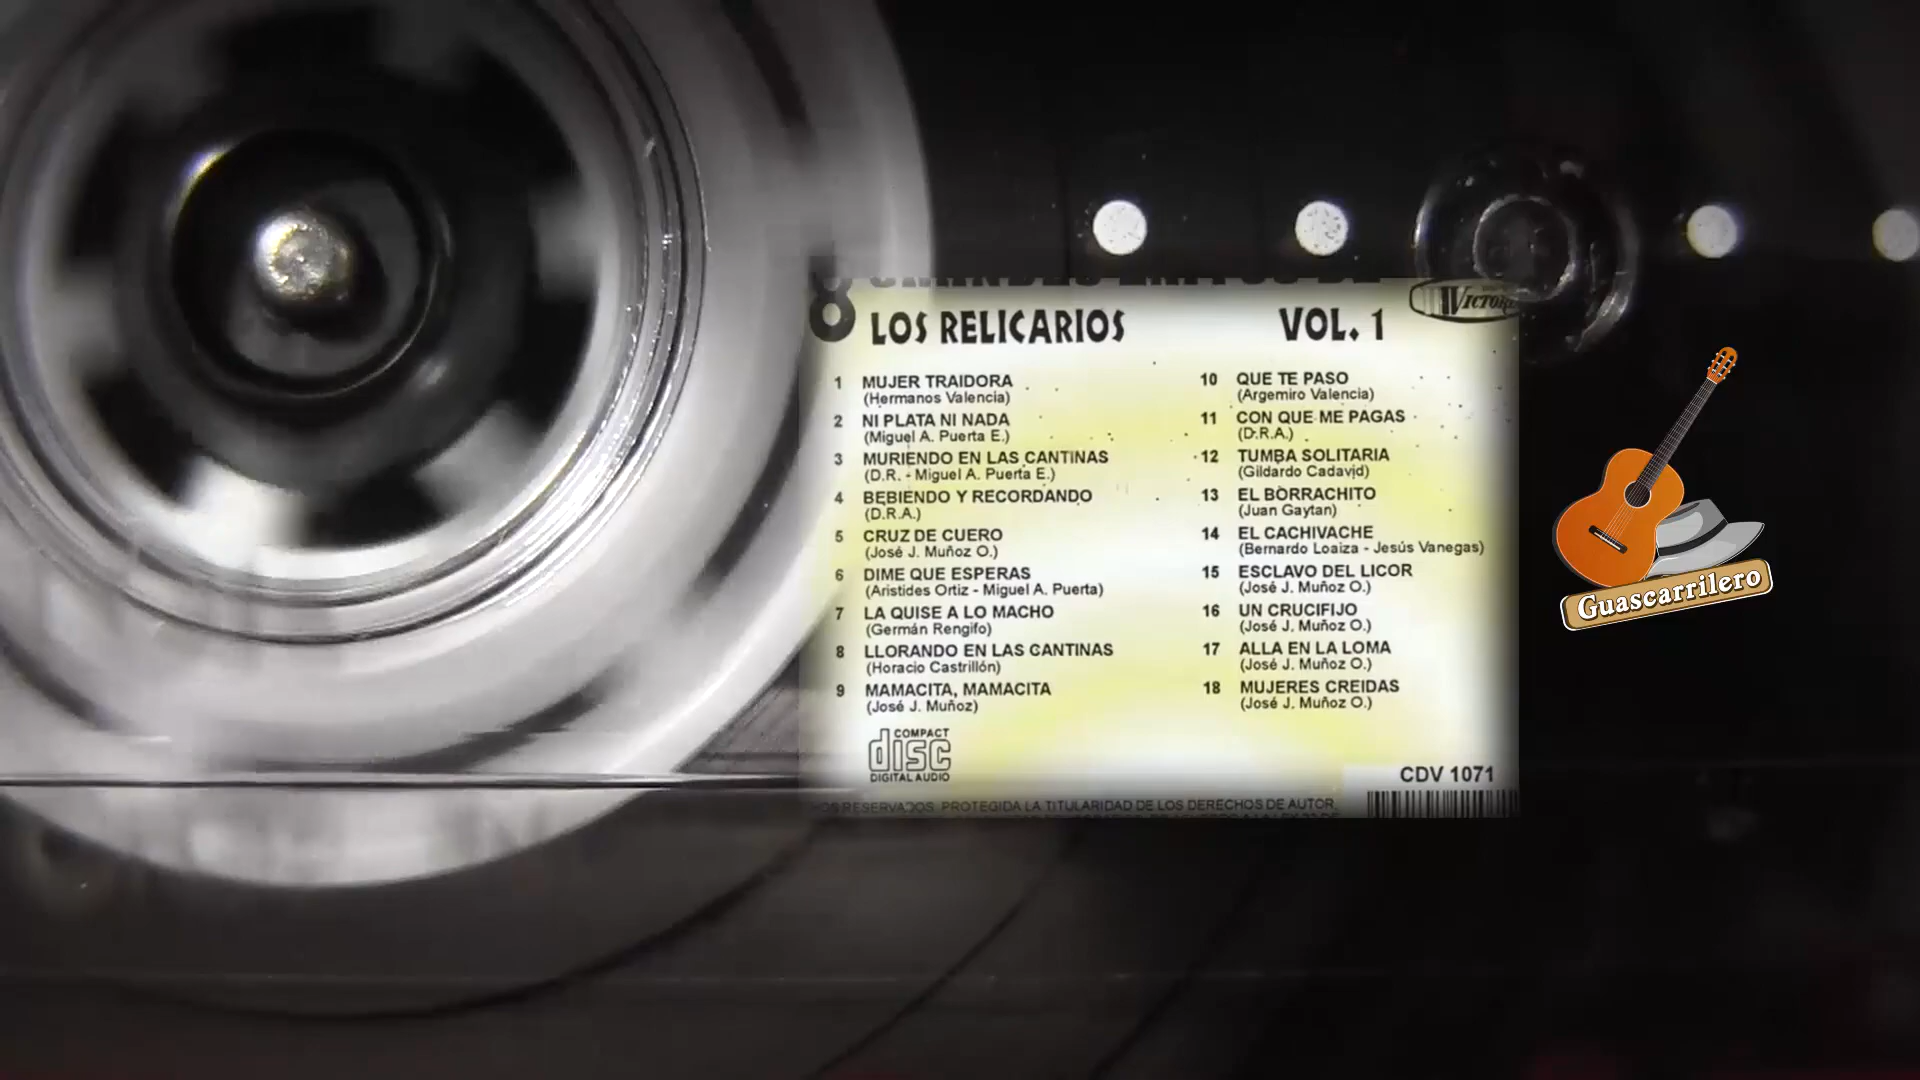 8
LOS RELICARIOS
VOL. 1
1 MUJER TRAIDORA
(Hermanos Valencia)
2 NI PLATA NI NADA
(Miguel A. Puerta E.)
3 MURIENDO EN LAS CANTINAS
(D.R. - Miguel A. Puerta E.)
4 BEBIENDO Y RECORDANDO
(D.R.A.)
5 CRUZ DE CUERO
(José J. Muñoz O.)
6 DIME QUE ESPERAS
(Aristides Ortiz - Miguel A. Puerta)
7 LA QUISE A LO MACHO
(Germán Rengifo)
8 LLORANDO EN LAS CANTINAS
(Horacio Castrillón)
9 MAMACITA, MAMACITA
(José J. Muñoz)
10 QUE TE PASO
(Argemiro Valencia)
11 CON QUE ME PAGAS
(D.R.A.)
12 TUMBA SOLITARIA
(Gildardo Cadavid)
13 EL BORRACHITO
(Juan Gaytan)
14 EL CACHIVACHE
(Bernardo Loaiza - Jesús Vanegas)
15 ESCLAVO DEL LICOR
(José J. Muñoz O.)
16 UN CRUCIFIJO
(José J. Muñoz O.)
17 ALLA EN LA LOMA
(José J. Muñoz O.)
18 MUJERES CREIDAS
(José J. Muñoz O.)
COMPACT
disc
DIGITAL AUDIO
CDV 1071
RESERVADOS. PROTEGIDA LA TITULARIDAD DE LOS DERECHOS DE AUTOR,
Guascarrilero